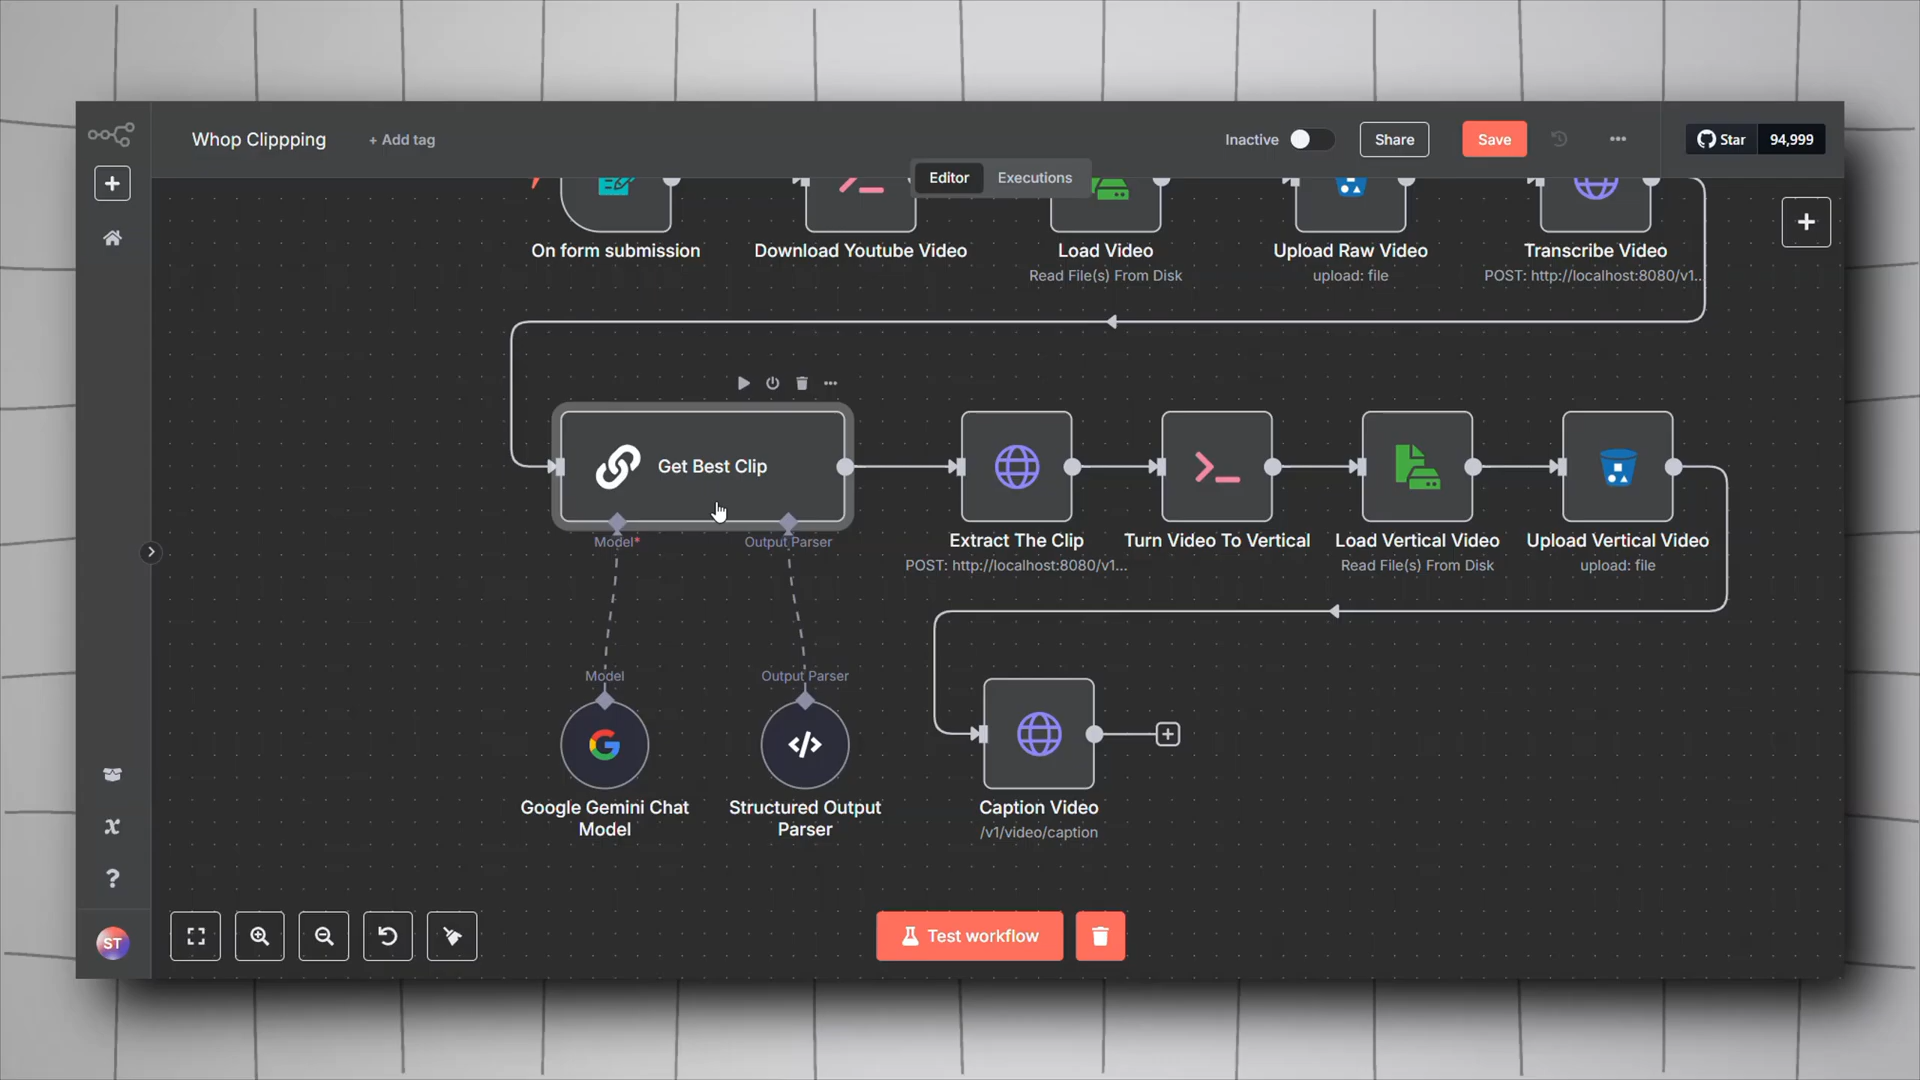 Whop Clippping
+ Add tag
Inactive
Share
Save
Star
94,999
Editor
Executions
On form submission
Download Youtube Video
Load Video
Read File(s) From Disk
Upload Raw Video
upload: file
Transcribe Video
POST: http://localhost:8080/v1...
Get Best Clip
Model*
Output Parser
Extract The Clip
POST: http://localhost:8080/v1...
Turn Video To Vertical
Load Vertical Video
Read File(s) From Disk
Upload Vertical Video
upload: file
Model
Output Parser
Google Gemini Chat
Model
Structured Output
Parser
Caption Video
/v1/video/caption
ST
Test workflow